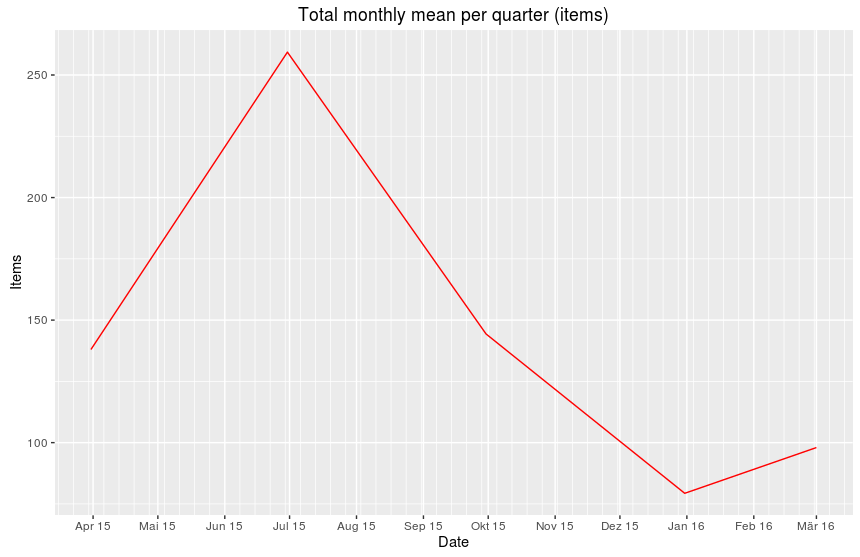 Total monthly mean per quarter (items)
250
200
150
100
Items
Apr 15 Mai 15 Jun 15 Jul 15 Aug 15 Sep 15 Okt 15 Nov 15 Dez 15 Jan 16 Feb 16 Mär 16
Date